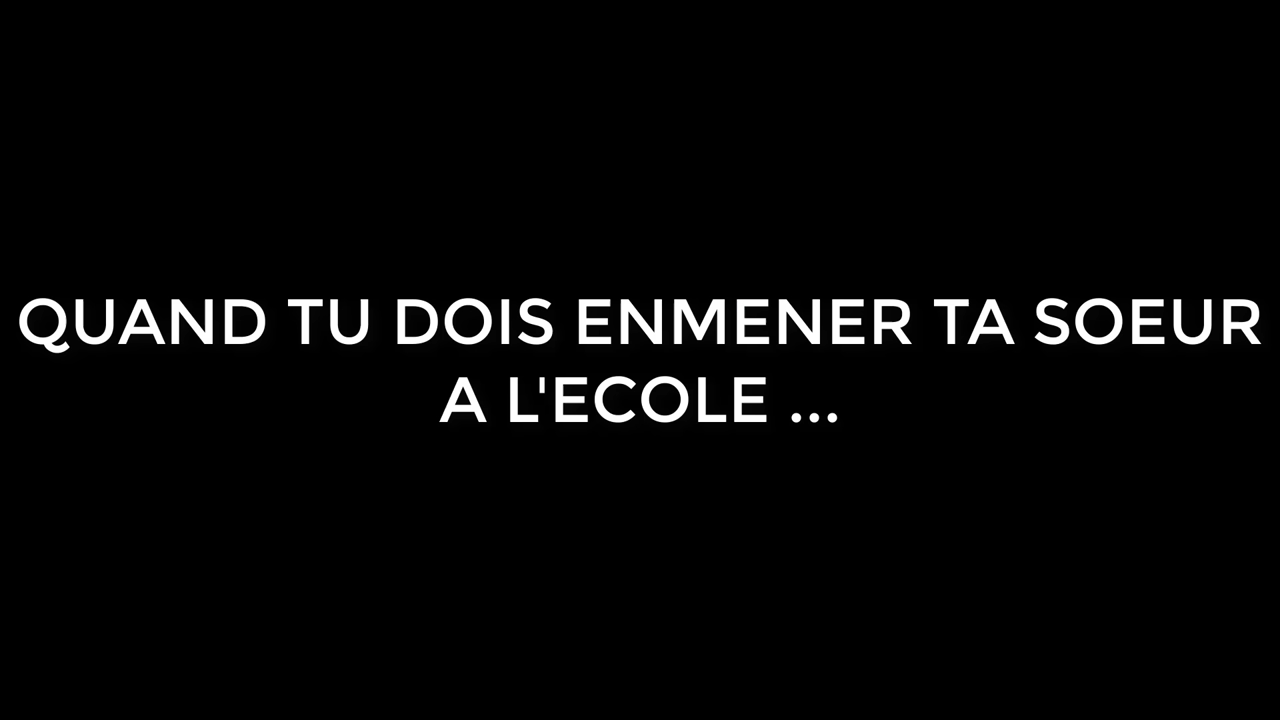 QUAND TU DOIS ENMENER TA SOEUR
A L'ECOLE ...